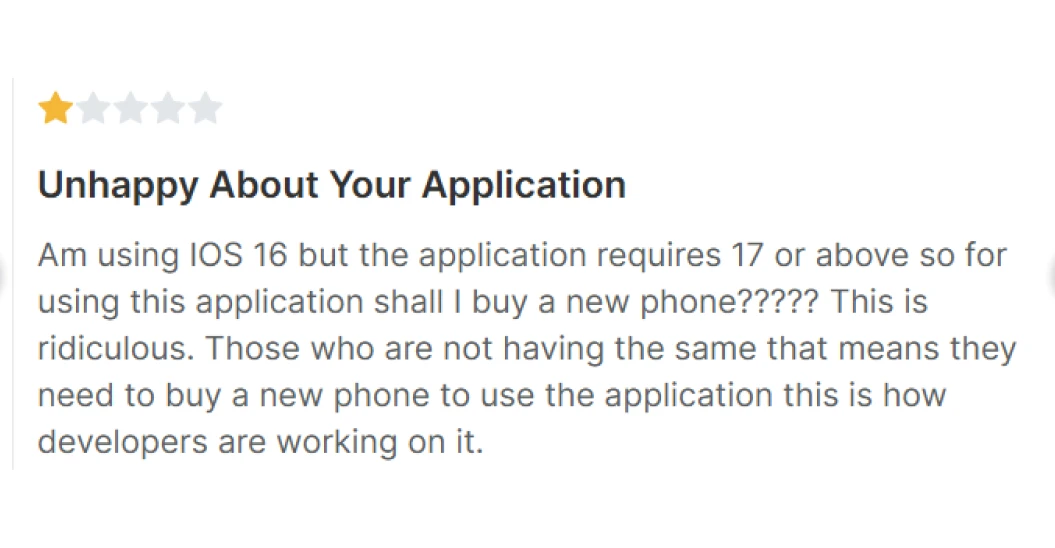 Unhappy About Your Application
Am using IOS 16 but the application requires 17 or above so for
using this application shall I buy a new phone????? This is
ridiculous. Those who are not having the same that means they
need to buy a new phone to use the application this is how
developers are working on it.